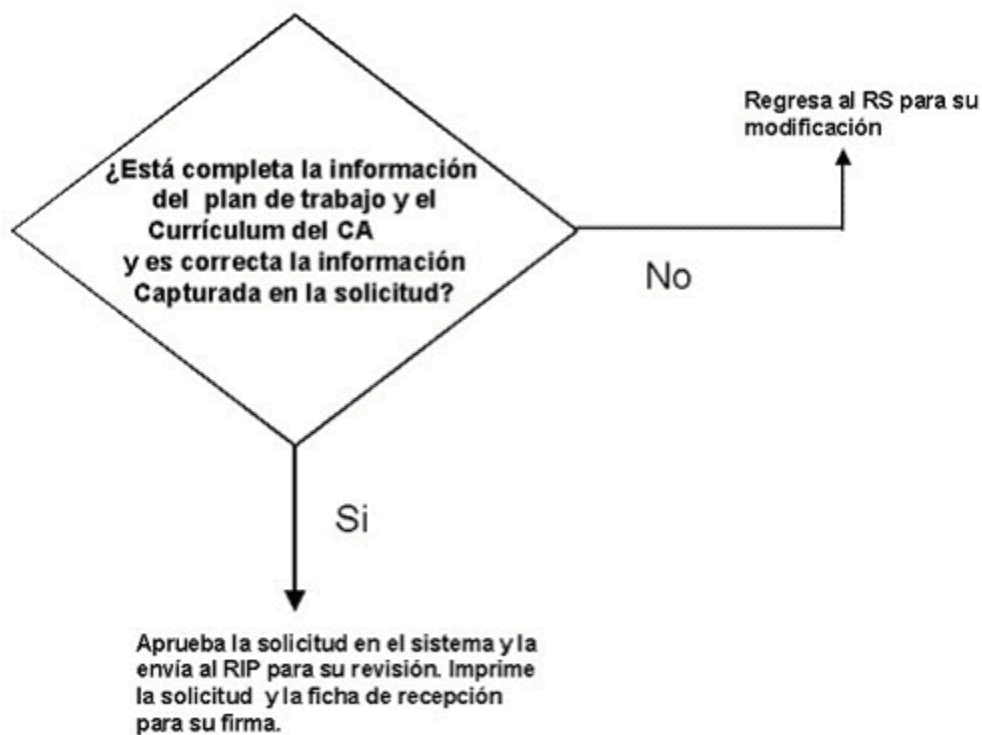 ¿Está completa la información
del plan de trabajo y el
Currículum del CA
y es correcta la información
Capturada en la solicitud?
Regresa al RS para su
modificación
No
Si
Aprueba la solicitud en el sistema y la
envía al RIP para su revisión. Imprime
la solicitud y la ficha de recepción
para su firma.